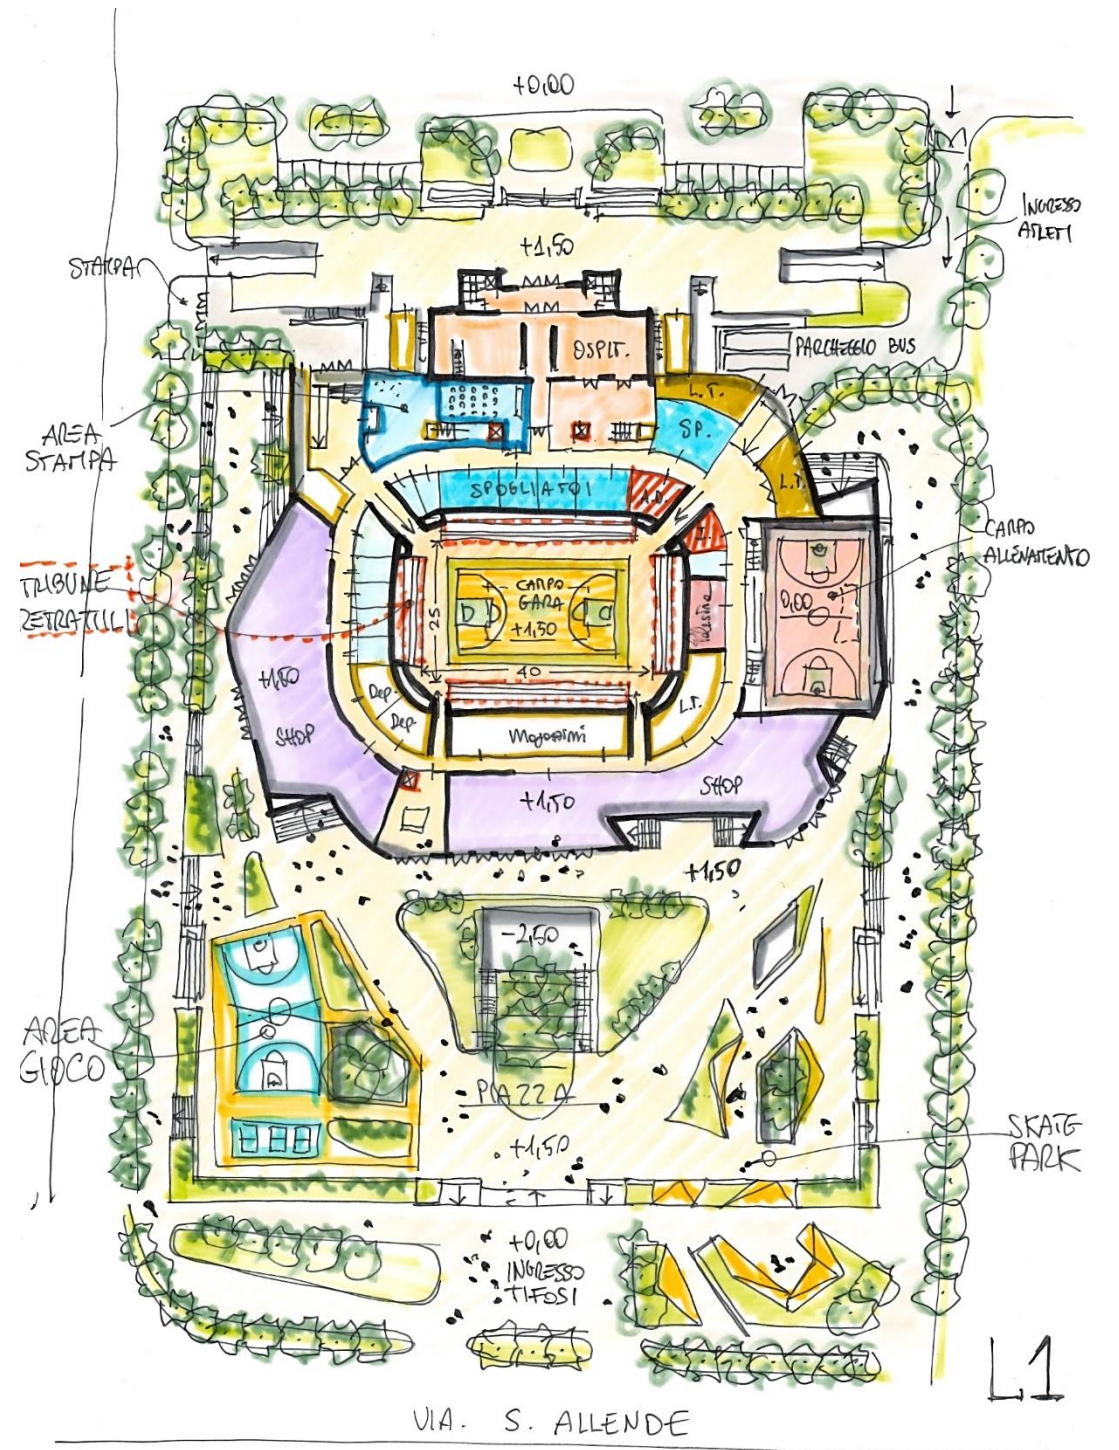 +0,00
INGRESSO
ATLETI
+1,50
STAMPA
OSPIT.
PARCHEGGIO BUS
L.T.
AREA
STAMPA
SP.
L.T.
SPOGLIATOI
A.D.
CAMPO
ALLENAMENTO
TRIBUNE
RETRATTILI
CAMPO
GARA
+1,50
25
40
0,00
Piscina
+1,50
SHOP
Dep.
Dep.
L.T.
Magazzini
+1,50
SHOP
+1,50
-2,50
AREA
GIOCO
PIAZZA
+1,50
SKATE
PARK
+0,00
INGRESSO
TIFOSI
L1
VIA. S. ALLENDE